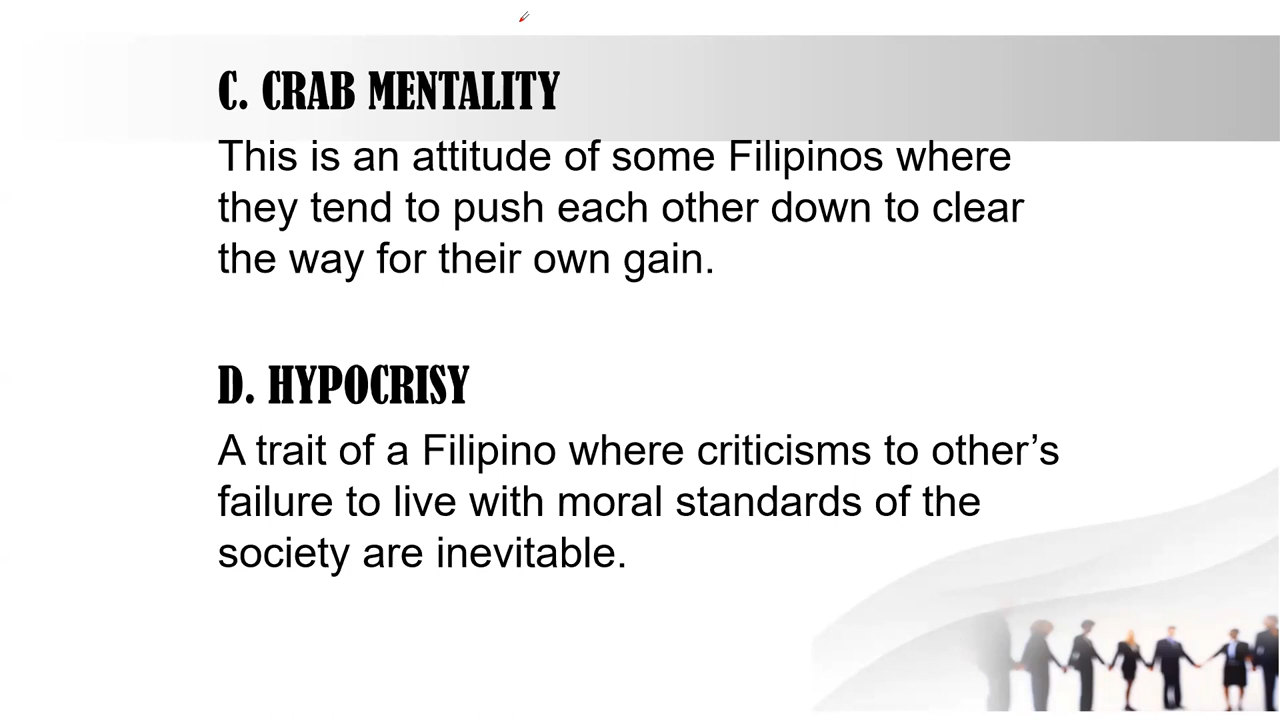 C. CRAB MENTALITY
This is an attitude of some Filipinos where
they tend to push each other down to clear
the way for their own gain.
D. HYPOCRISY
A trait of a Filipino where criticisms to other’s
failure to live with moral standards of the
society are inevitable.